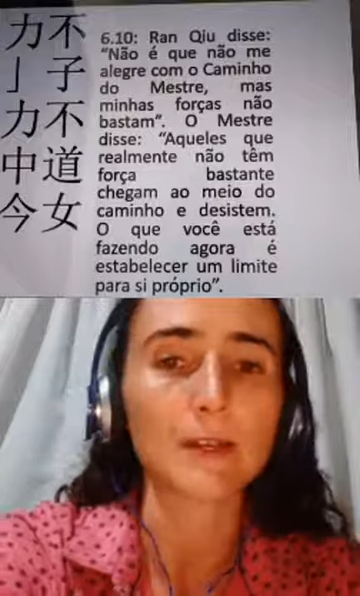 力不
」子
力不
中道
今女
6.10: Ran Qiu disse:
“Não é que não me
alegre com o Caminho
do Mestre, mas
minhas forças não
bastam”. O Mestre
disse: “Aqueles que
realmente não têm
força bastante
chegam ao meio do
caminho e desistem.
O que você está
fazendo agora é
estabelecer um limite
para si próprio”.